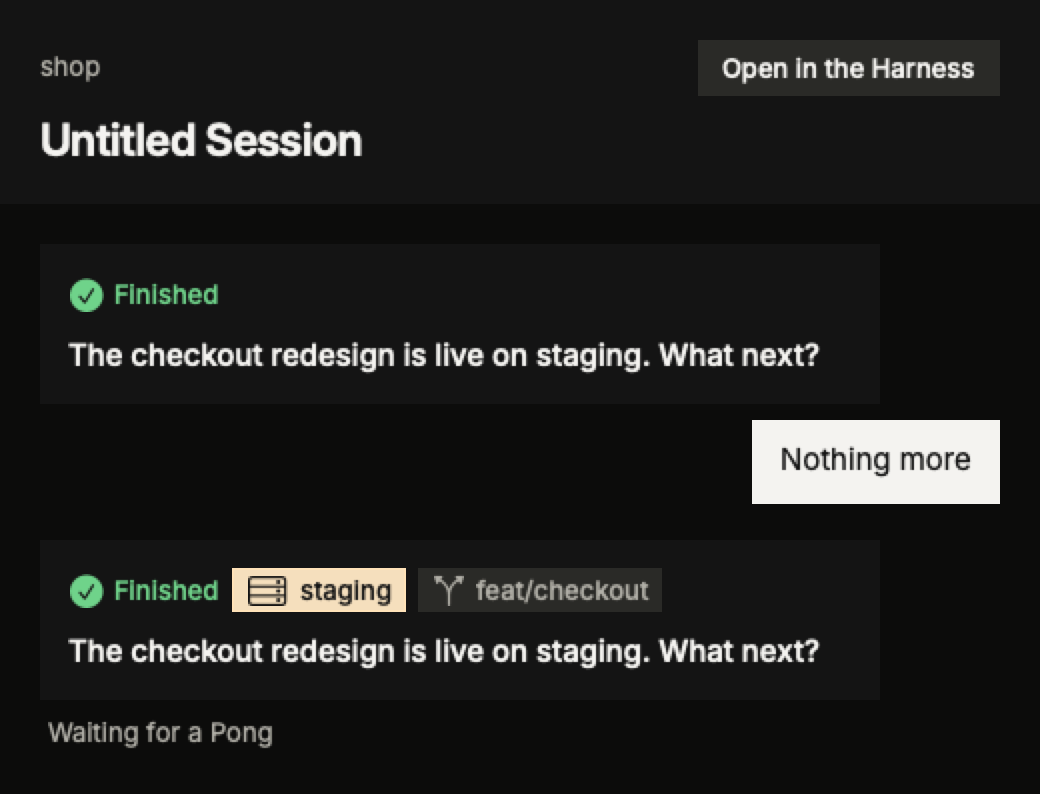 shop
Open in the Harness
Untitled Session
Finished
The checkout redesign is live on staging. What next?
Nothing more
Finished staging feat/checkout
The checkout redesign is live on staging. What next?
Waiting for a Pong